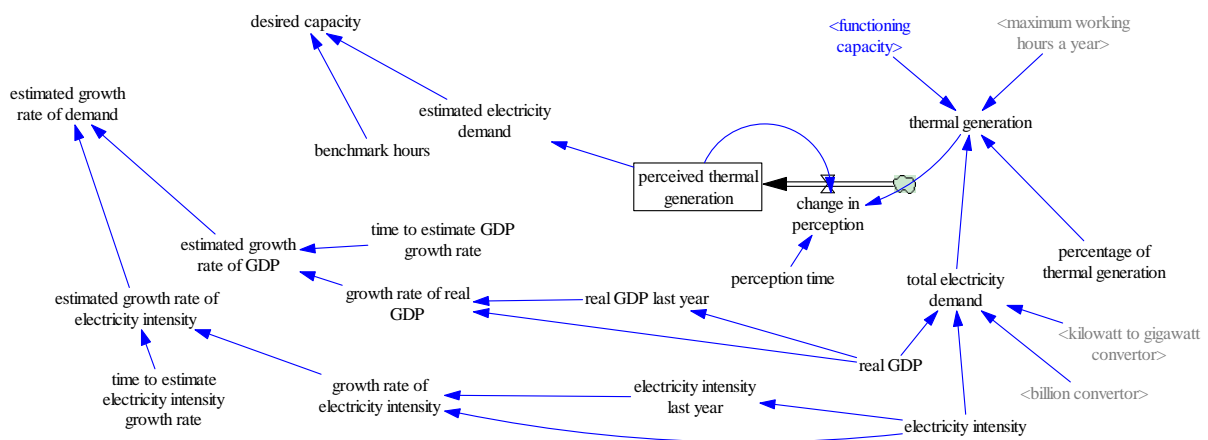 desired capacity
<functioning
capacity>
<maximum working
hours a year>
estimated growth
rate of demand
estimated electricity
demand
thermal generation
benchmark hours
perceived thermal
generation
change in
perception
time to estimate GDP
growth rate
estimated growth
rate of GDP
percentage of
thermal generation
perception time
total electricity
demand
estimated growth rate of
electricity intensity
growth rate of real
GDP
real GDP last year
<kilowatt to gigawatt
convertor>
real GDP
time to estimate
electricity intensity
growth rate
growth rate of
electricity intensity
electricity intensity
last year
<billion convertor>
electricity intensity